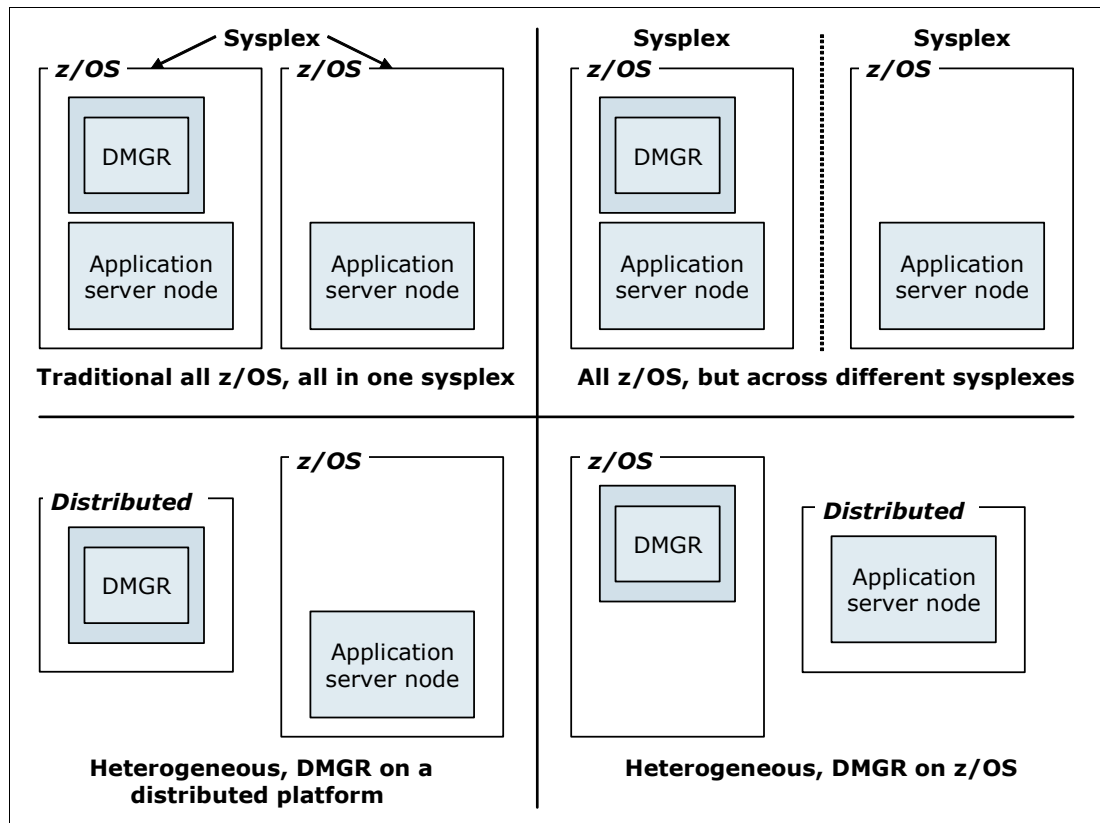 Sysplex
z/OS
z/OS
DMGR
Application
server node
Application
server node
Traditional all z/OS, all in one sysplex
Sysplex
Sysplex
z/OS
z/OS
DMGR
Application
server node
Application
server node
All z/OS, but across different sysplexes
Distributed
z/OS
DMGR
Application
server node
Heterogeneous, DMGR on a
distributed platform
z/OS
Distributed
DMGR
Application
server node
Heterogeneous, DMGR on z/OS